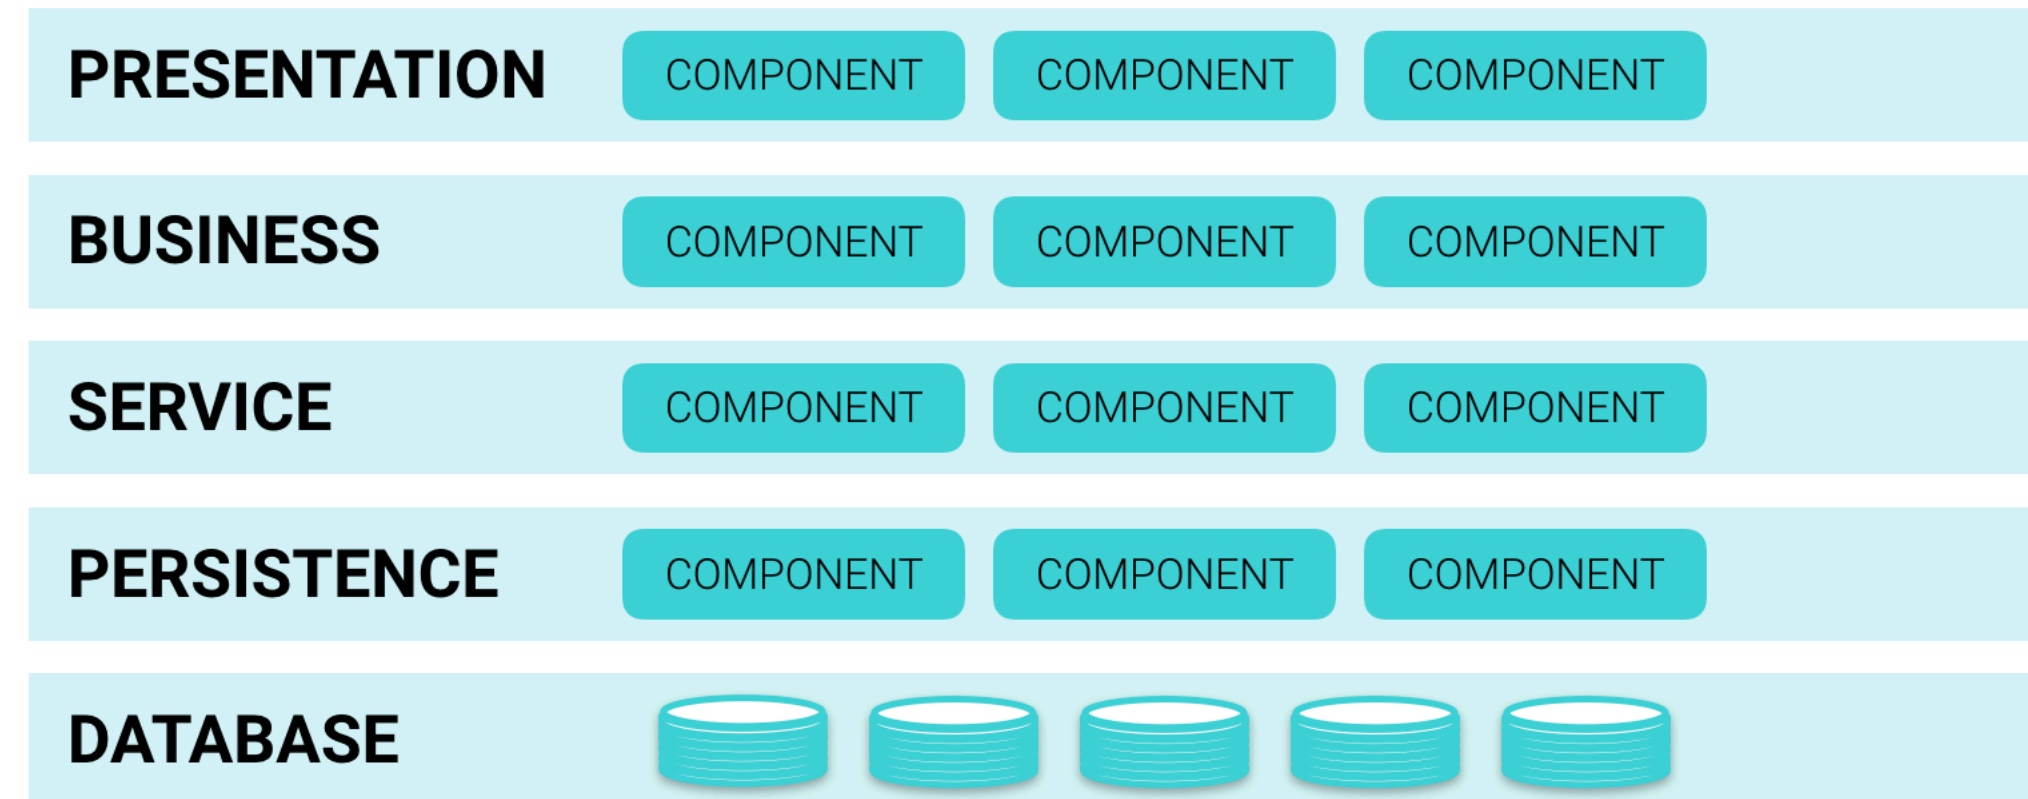 PRESENTATION COMPONENT COMPONENT COMPONENT
BUSINESS COMPONENT COMPONENT COMPONENT
SERVICE COMPONENT COMPONENT COMPONENT
PERSISTENCE COMPONENT COMPONENT COMPONENT
DATABASE